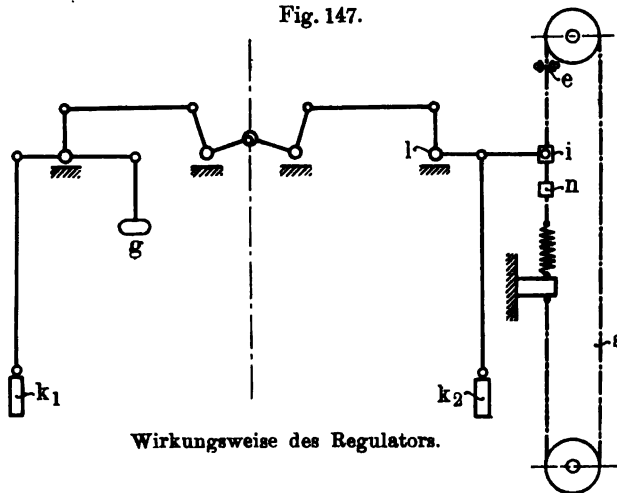 Fig. 147.
e
l
i
n
g
k1
k2
Wirkungsweise des Regulators.